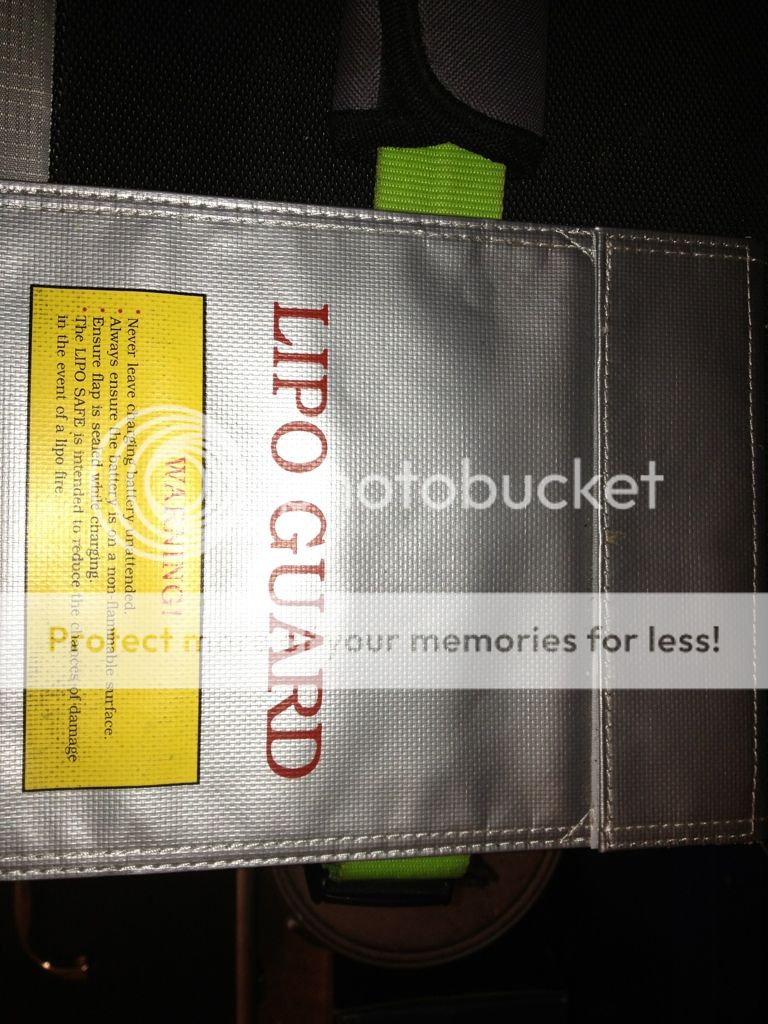 LIPO GUARD
WARNING!
• Never leave charging battery unattended.
• Always ensure the battery is on a non flammable surface.
• Ensure flap is sealed while charging.
• The LIPO SAFE is intended to reduce the chances of damage
in the event of a lipo fire.
photobucket
Protect more of your memories for less!